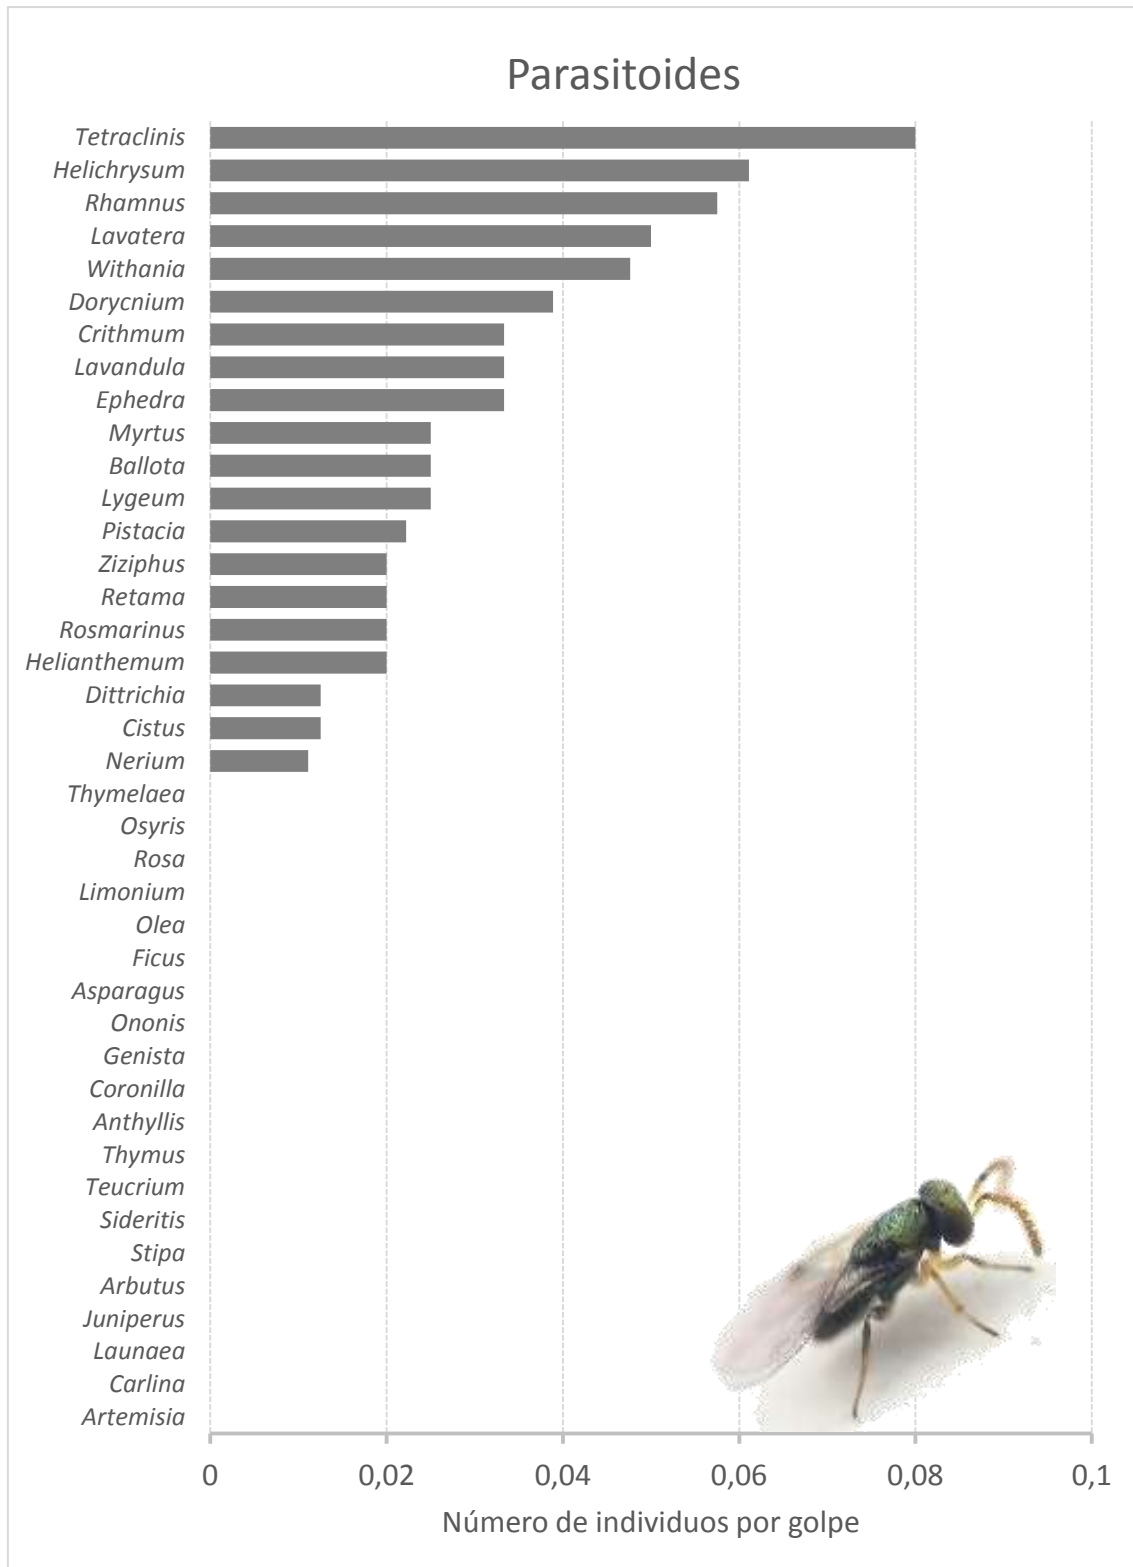 Parasitoides
Tetraclinis
Helichrysum
Rhamnus
Lavatera
Withania
Dorycnium
Crithmum
Lavandula
Ephedra
Myrtus
Ballota
Lygeum
Pistacia
Ziziphus
Retama
Rosmarinus
Helianthemum
Dittrichia
Cistus
Nerium
Thymelaea
Osyris
Rosa
Limonium
Olea
Ficus
Asparagus
Ononis
Genista
Coronilla
Anthyllis
Thymus
Teucrium
Sideritis
Stipa
Arbutus
Juniperus
Launaea
Carlina
Artemisia
0 0,02 0,04 0,06 0,08 0,1
Número de individuos por golpe